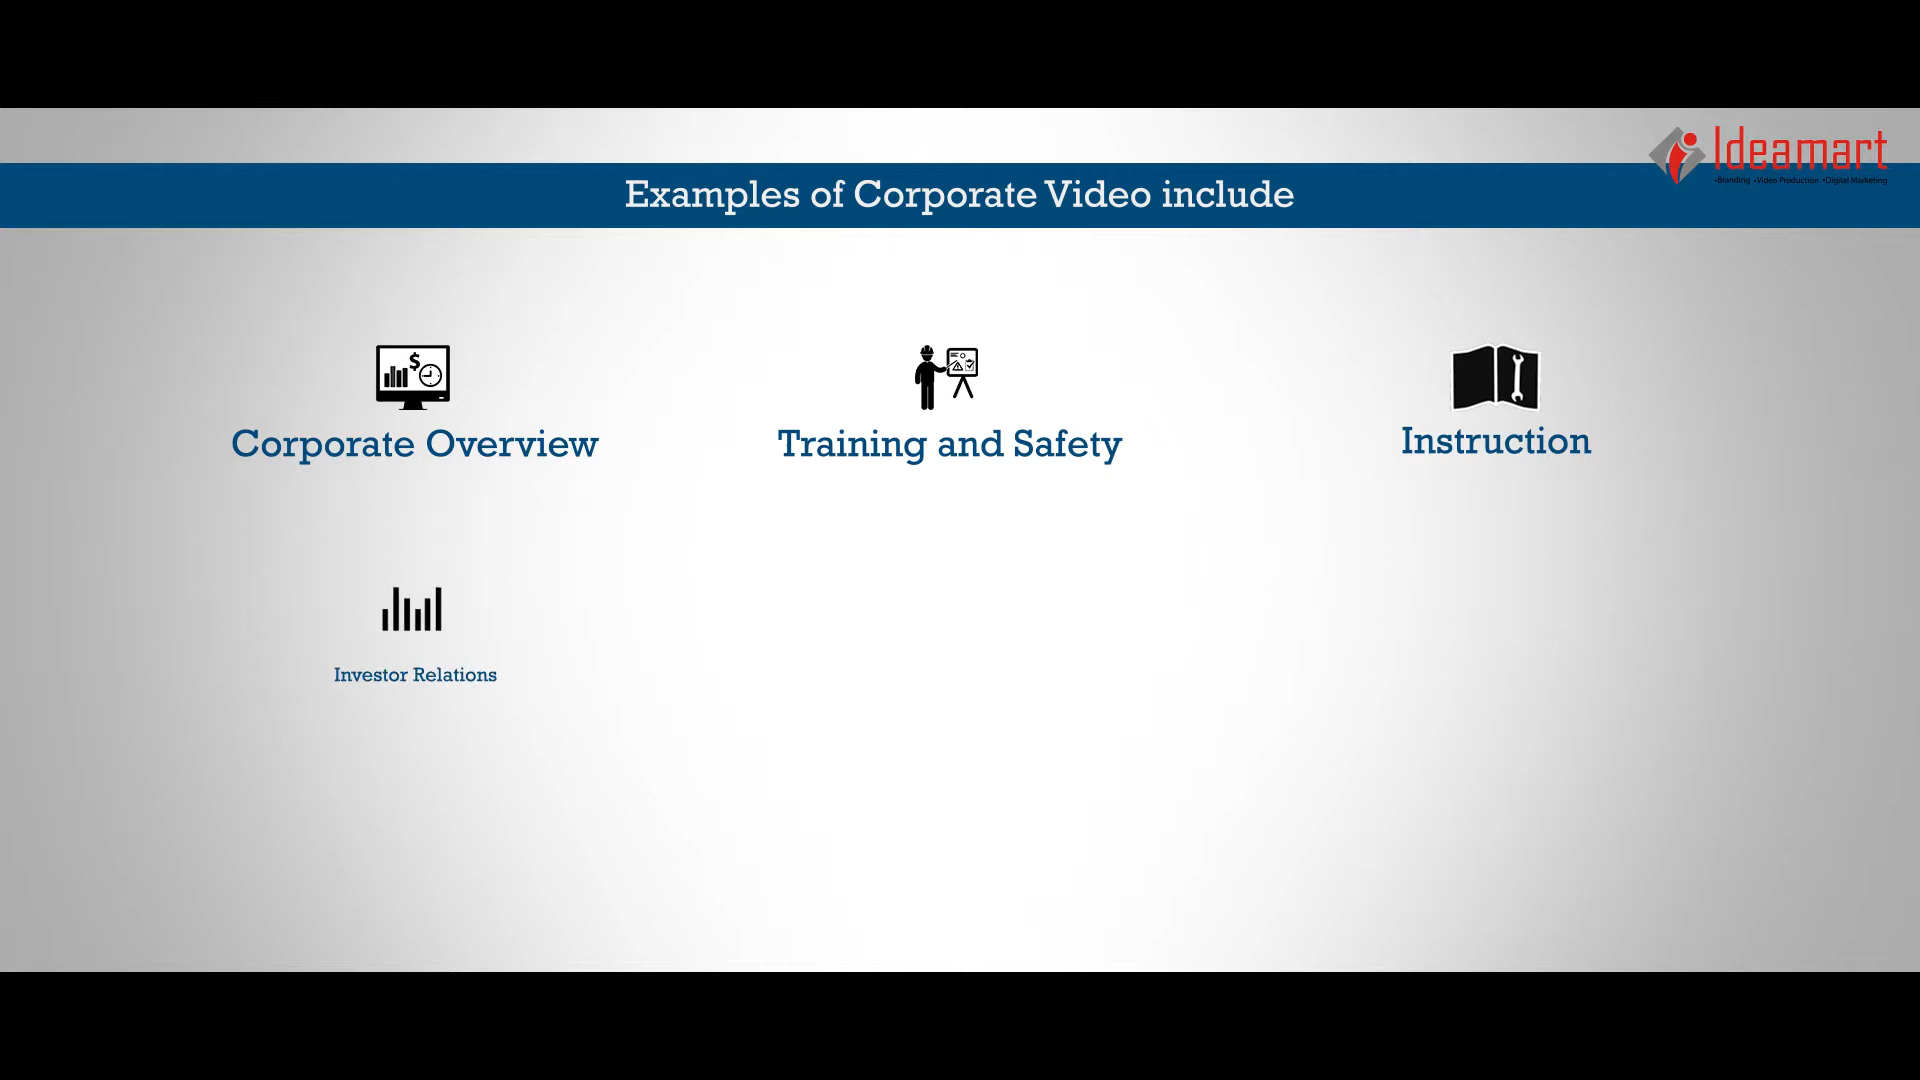 Ideamart
•Branding •Video Production •Digital Marketing
Examples of Corporate Video include
$
Corporate Overview
Training and Safety
Instruction
Investor Relations